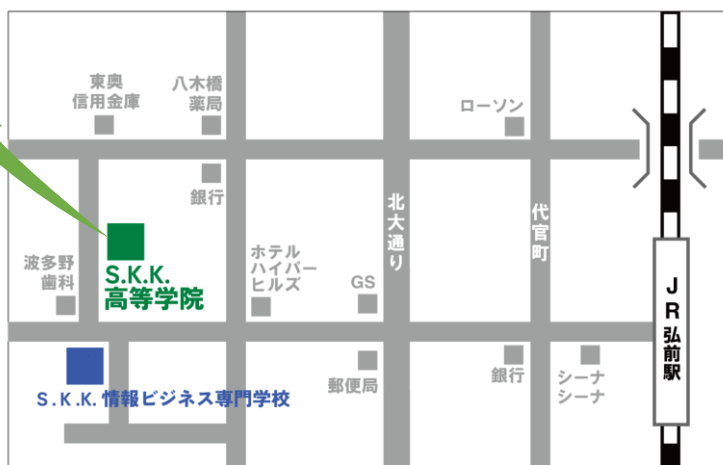 東奥
信用金庫
八木橋
薬局
ローソン
銀行
北大通り
代官町
波多野
歯科
S.K.K.
高等学院
ホテル
ハイパー
ヒルズ
GS
JR弘前駅
S.K.K.情報ビジネス専門学校
郵便局
銀行
シーナ
シーナ